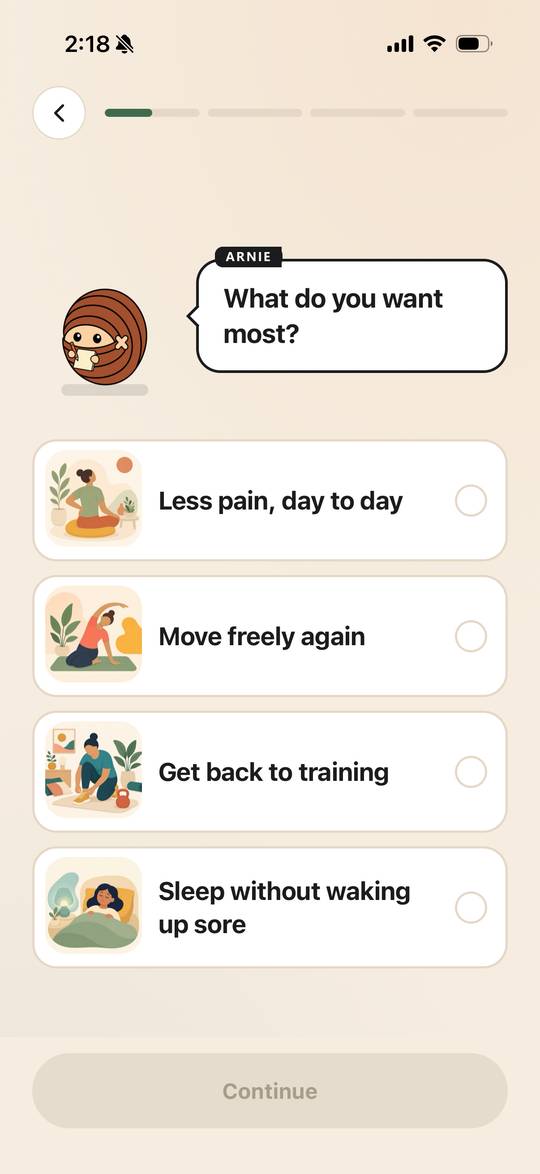 2:18
ARNIE
What do you want
most?
Less pain, day to day
Move freely again
Get back to training
Sleep without waking
up sore
Continue